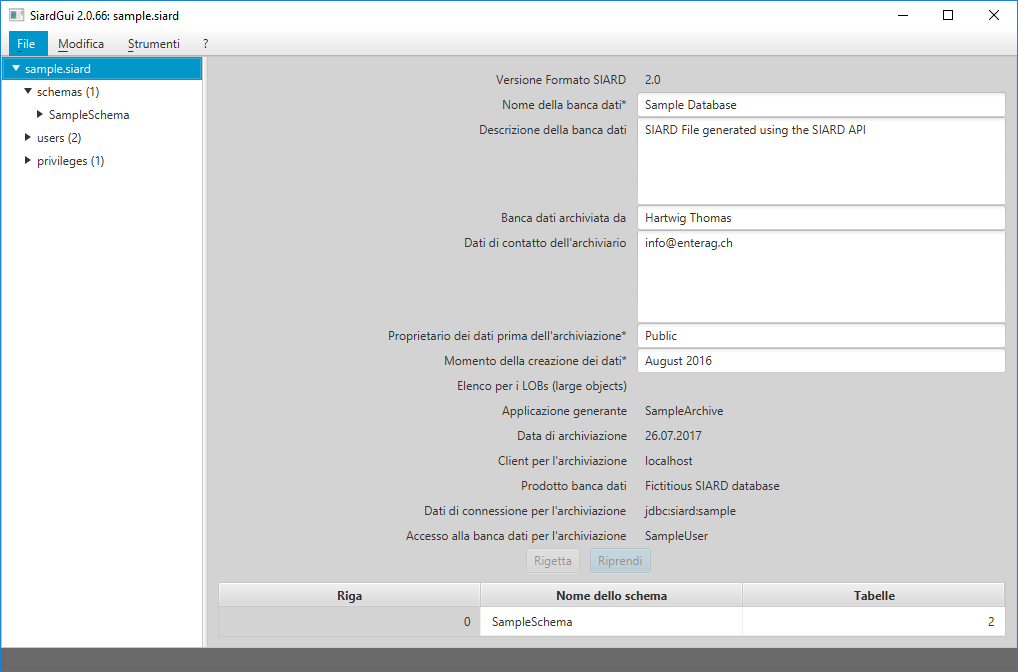 SiardGui 2.0.66: sample.siard
File Modifica Strumenti ?
sample.siard
schemas (1)
SampleSchema
users (2)
privileges (1)
Versione Formato SIARD 2.0
Nome della banca dati* Sample Database
Descrizione della banca dati SIARD File generated using the SIARD API
Banca dati archiviata da Hartwig Thomas
Dati di contatto dell'archiviario info@enterag.ch
Proprietario dei dati prima dell'archiviazione* Public
Momento della creazione dei dati* August 2016
Elenco per i LOBs (large objects)
Applicazione generante SampleArchive
Data di archiviazione 26.07.2017
Client per l'archiviazione localhost
Prodotto banca dati Fictitious SIARD database
Dati di connessione per l'archiviazione jdbc:siard:sample
Accesso alla banca dati per l'archiviazione SampleUser
Rigetta Riprendi
Riga Nome dello schema Tabelle
0 SampleSchema 2